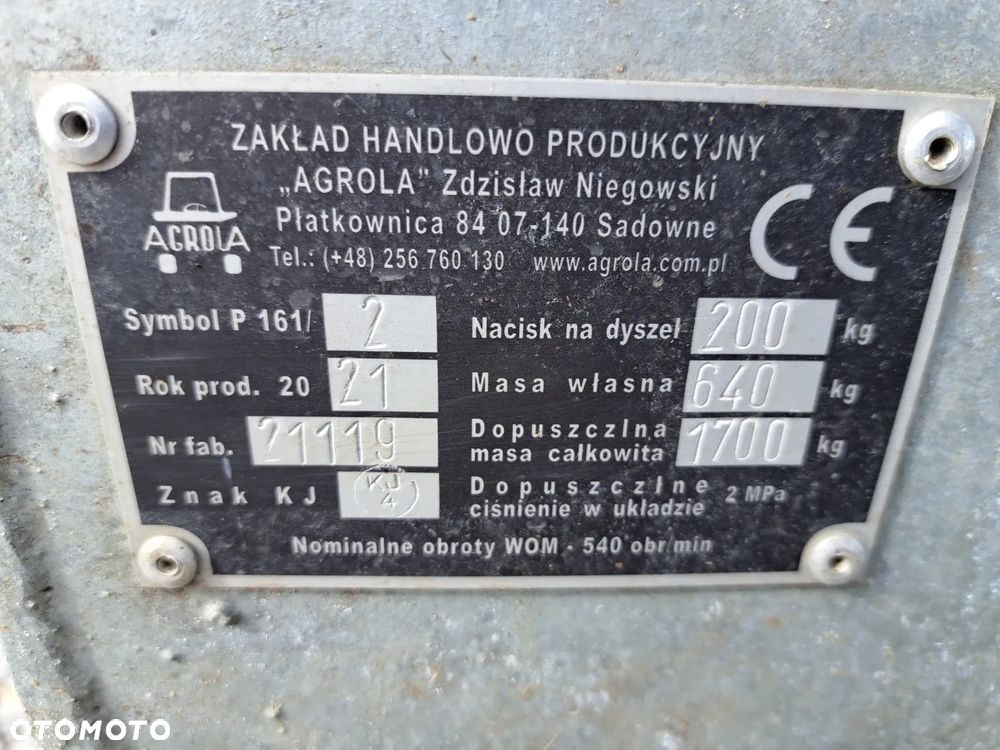 ZAKŁAD HANDLOWO PRODUKCYJNY
„AGROLA" Zdzisław Niegowski
Płatkownica 84 07-140 Sadowne
Tel.: (+48) 256 760 130 www.agrola.com.pl
AGROLA
CE
Symbol P 161/ 2
Rok prod. 20 21
Nr fab. 21119
Znak KJ KJ 4
Nacisk na dyszel 200 kg
Masa własna 640 kg
Dopuszczlna
masa całkowita 1700 kg
Dopuszczlne
ciśnienie w układzie 2 MPa
Nominalne obroty WOM - 540 obr/min
OTOMOTO